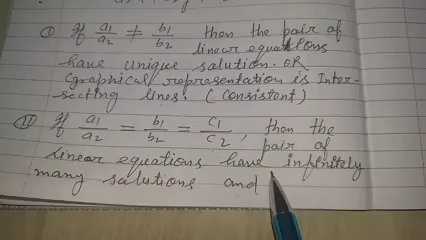 ① If a₁/a₂ ≠ b₁/b₂ then the pair of
linear equations
have unique solution. OR
Graphical representation is Inter-
secting lines. (Consistent)
② If a₁/a₂ = b₁/b₂ = c₁/c₂, then the
pair of
linear equations have infinitely
many solutions and